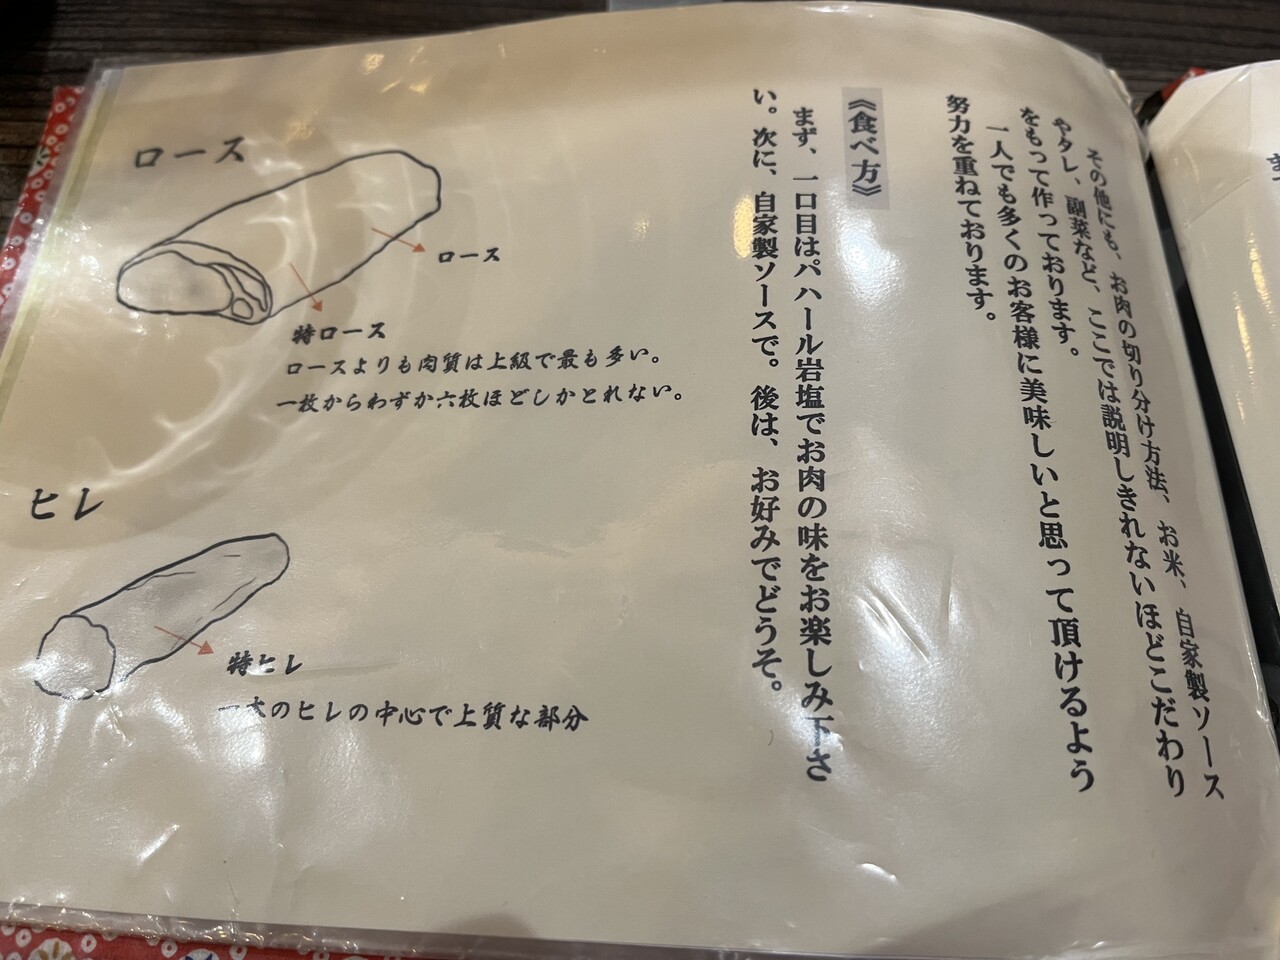 その他にも、お肉の切り分け方法、お米、自家製ソース
やタレ、副菜など、ここでは説明しきれないほどこだわり
をもって作っております。
一人でも多くのお客様に美味しいと思って頂けるよう
努力を重ねております。
《食べ方》
まず、一口目はパハール岩塩でお肉の味をお楽しみ下さ
い。次に、自家製ソースで。後は、お好みでどうぞ。
ロース
ロース
特ロース
ロースよりも肉質は上級で最も多い。
一枚からわずか六枚ほどしかとれない。
ヒレ
特ヒレ
一本のヒレの中心で上質な部分